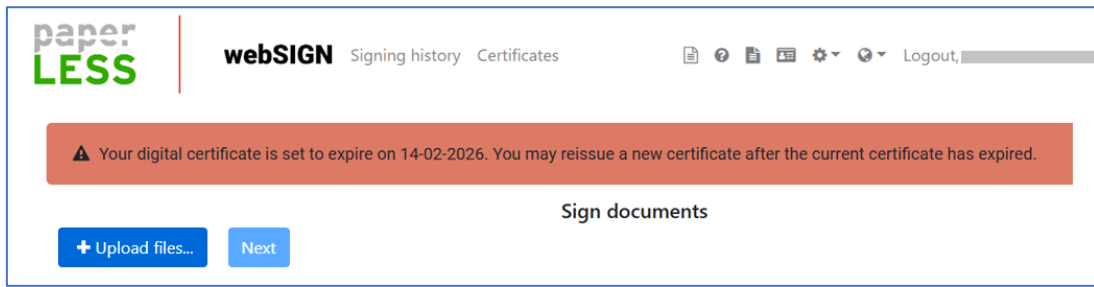 paper
LESS
webSIGN Signing history Certificates Logout,
Your digital certificate is set to expire on 14-02-2026. You may reissue a new certificate after the current certificate has expired.
Sign documents
+ Upload files... Next